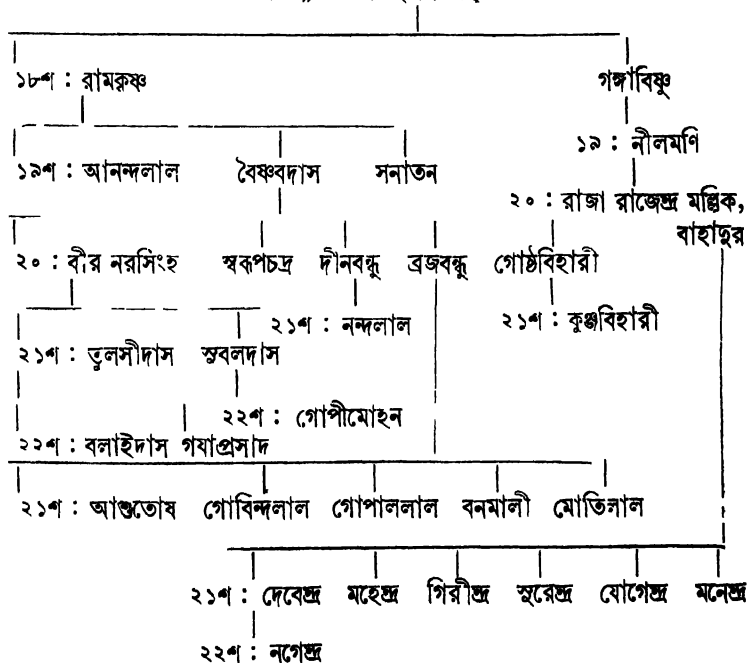 ১৮শ : রামকৃষ্ণ গঙ্গাবিষ্ণু
১৯ : নীলমণি
১৯শ : আনন্দলাল বৈষ্ণবদাস সনাতন
২০ : রাজা রাজেন্দ্র মল্লিক,
বাহাদুর
২০ : বীর নরসিংহ স্বরূপচন্দ্র দীনবন্ধু ব্রজবন্ধু গোষ্ঠবিহারী
২১শ : নন্দলাল ২১শ : কুঞ্জবিহারী
২১শ : তুলসীদাস সুবলদাস
২২শ : গোপীমোহন
২২শ : বলাইদাস গযাপ্রসাদ
২১শ : আশুতোষ গোবিন্দলাল গোপাললাল বনমালী মোতিলাল
২১শ : দেবেন্দ্র মহেন্দ্র গিরীন্দ্র সুরেন্দ্র যোগেন্দ্র মনেন্দ্র
২২শ : নগেন্দ্র